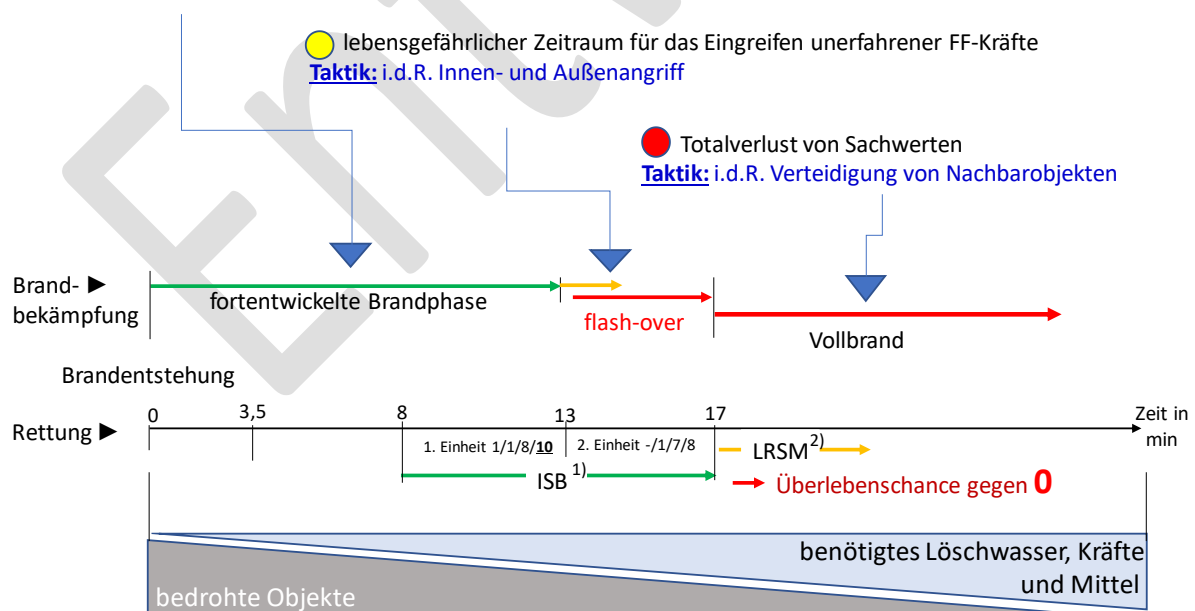 lebensgefährlicher Zeitraum für das Eingreifen unerfahrener FF-Kräfte
Taktik: i.d.R. Innen- und Außenangriff
Totalverlust von Sachwerten
Taktik: i.d.R. Verteidigung von Nachbarobjekten
Brand- ►
bekämpfung
fortentwickelte Brandphase
flash-over
Vollbrand
Brandentstehung
0 3,5 8 13 17 Zeit in
min
Rettung ►
1. Einheit 1/1/8/10 2. Einheit -/1/7/8
LRSM2)
ISB 1)
Überlebenschance gegen 0
benötigtes Löschwasser, Kräfte
und Mittel
bedrohte Objekte
Ent